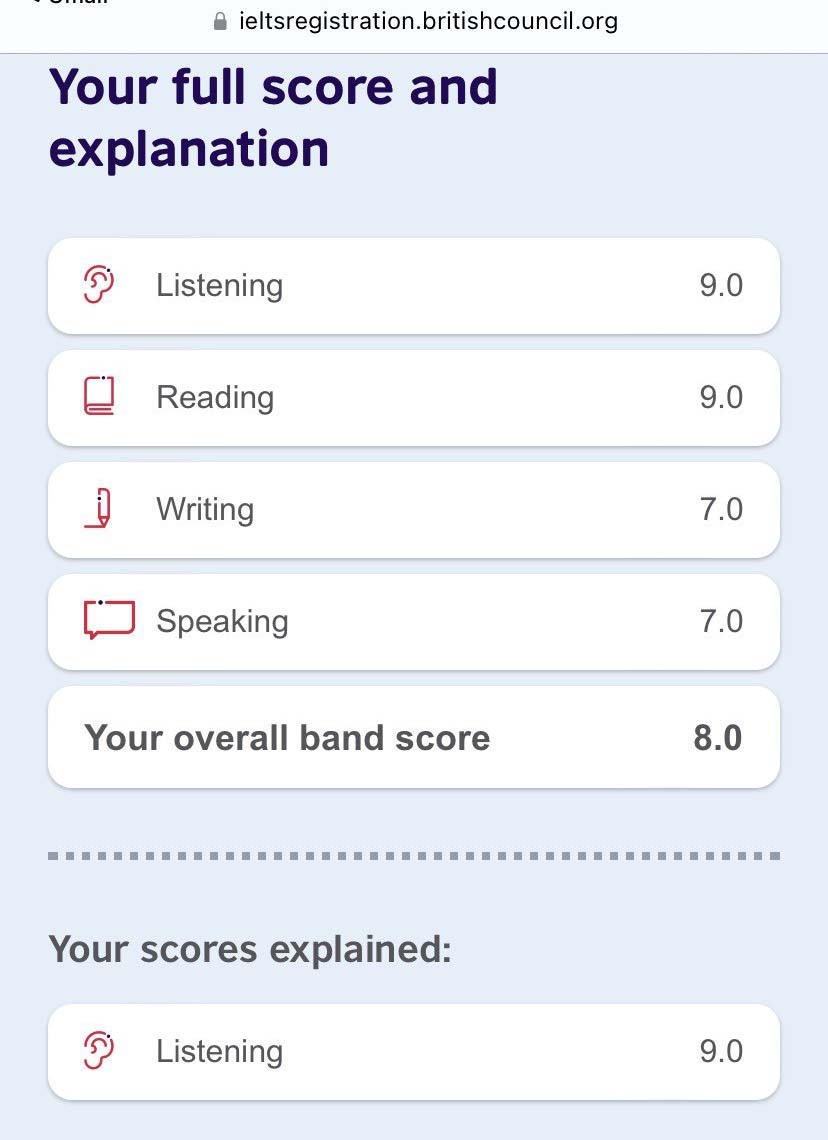 ieltsregistration.britishcouncil.org
Your full score and
explanation
Listening 9.0
Reading 9.0
Writing 7.0
Speaking 7.0
Your overall band score 8.0
Your scores explained:
Listening 9.0